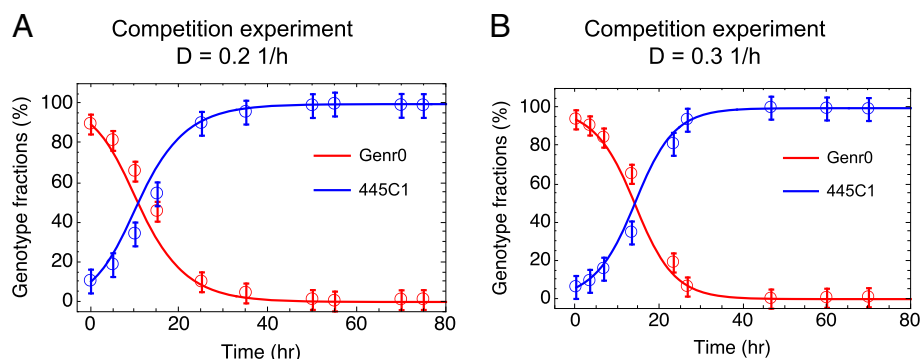 A
Competition experiment
D = 0.2 1/h
Genotype fractions (%)
100
80
60
40
20
0
Genr0
445C1
0 20 40 60 80
Time (hr)
B
Competition experiment
D = 0.3 1/h
Genotype fractions (%)
100
80
60
40
20
0
Genr0
445C1
0 20 40 60 80
Time (hr)